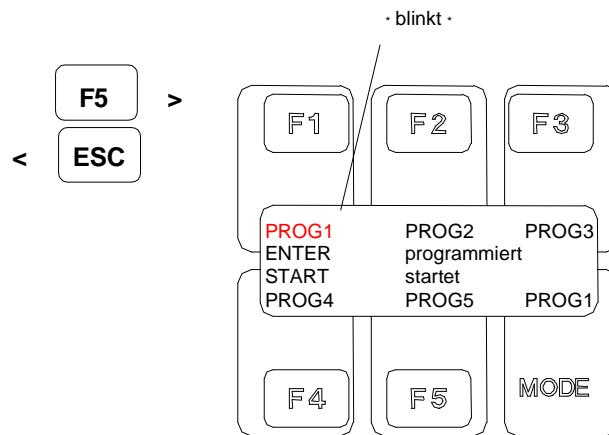 * blinkt *
F5 >
F1 F2 F3
< ESC
PROG1 PROG2 PROG3
ENTER programmiert
START startet
PROG4 PROG5 PROG1
F4 F5 MODE